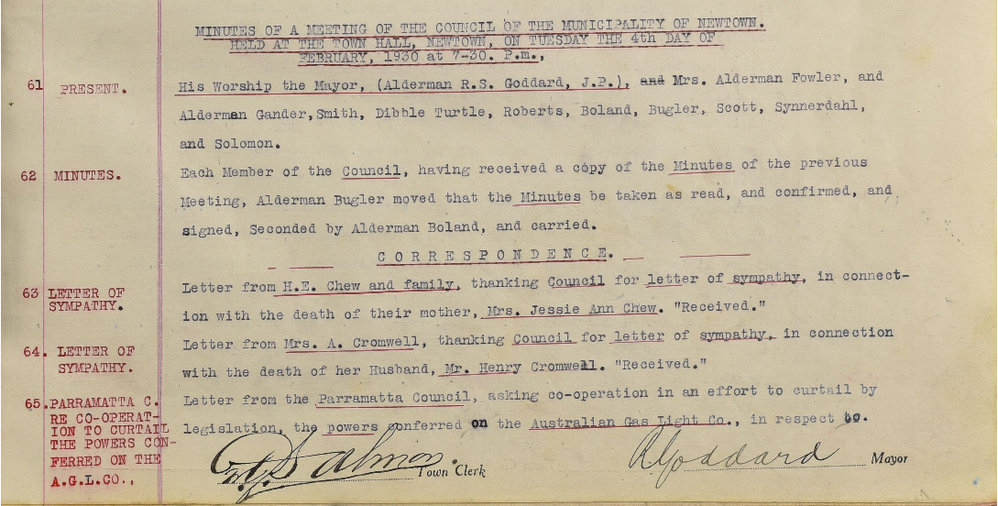 MINUTES OF A MEETING OF THE COUNCIL OF THE MUNICIPALITY OF NEWTOWN.
HELD AT THE TOWN HALL, NEWTOWN, ON TUESDAY THE 4th DAY OF
FEBRUARY, 1930 at 7-30. P.m.,
61 PRESENT. His Worship the Mayor, (Alderman R.S. Goddard, J.P.), and Mrs. Alderman Fowler, and
Alderman Gander,Smith, Dibble Turtle, Roberts, Boland, Bugler, Scott, Synnerdahl,
and Solomon.
62 MINUTES. Each Member of the Council, having received a copy of the Minutes of the previous
Meeting, Alderman Bugler moved that the Minutes be taken as read, and confirmed, and
signed, Seconded by Alderman Boland, and carried.
CORRESPONDENCE.
63 LETTER OF
SYMPATHY.
Letter from H.E. Chew and family, thanking Council for letter of sympathy, in connect-
ion with the death of their mother, Mrs. Jessie Ann Chew. "Received."
64. LETTER OF
SYMPATHY.
Letter from Mrs. A. Cromwell, thanking Council for letter of sympathy, in connection
with the death of her Husband, Mr. Henry Cromwell. "Received."
65. PARRAMATTA C.
RE CO-OPERAT-
ION TO CURTAIL
THE POWERS CON-
FERRED ON THE
A.G.L.CO.,
Letter from the Parramatta Council, asking co-operation in an effort to curtail by
legislation, the powers conferred on the Australian Gas Light Co., in respect to.
Salmon. Town Clerk
RGoddard Mayor